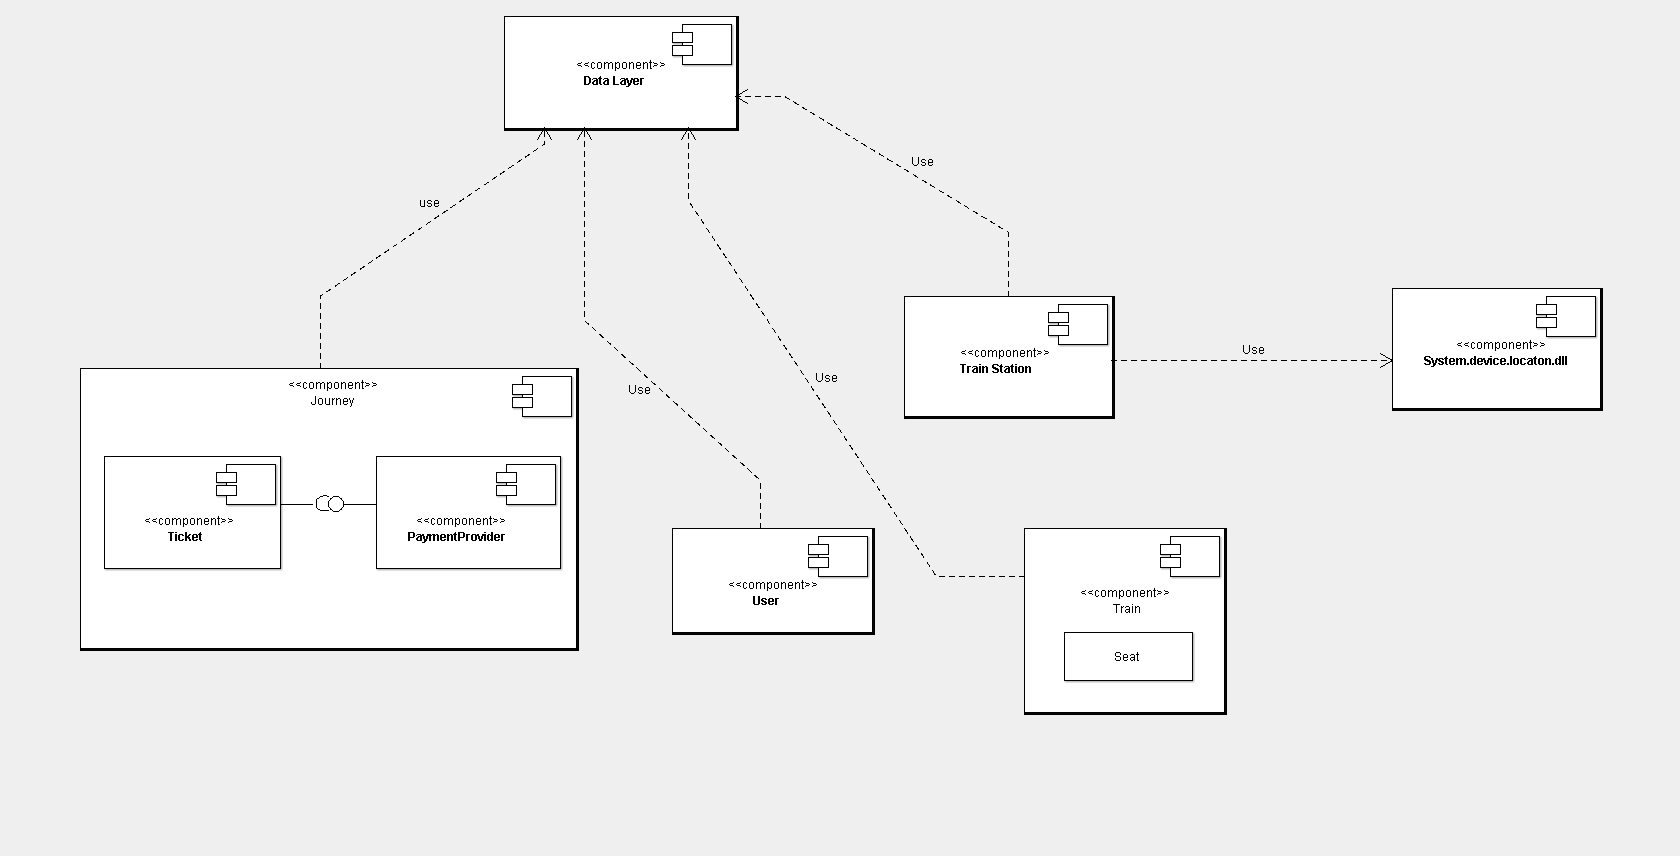 <<component>>
Data Layer
Use
use
<<component>>
Train Station
Use
<<component>>
System.device.locaton.dll
<<component>>
Journey
Use
Use
<<component>>
Ticket
<<component>>
PaymentProvider
<<component>>
User
<<component>>
Train
Seat